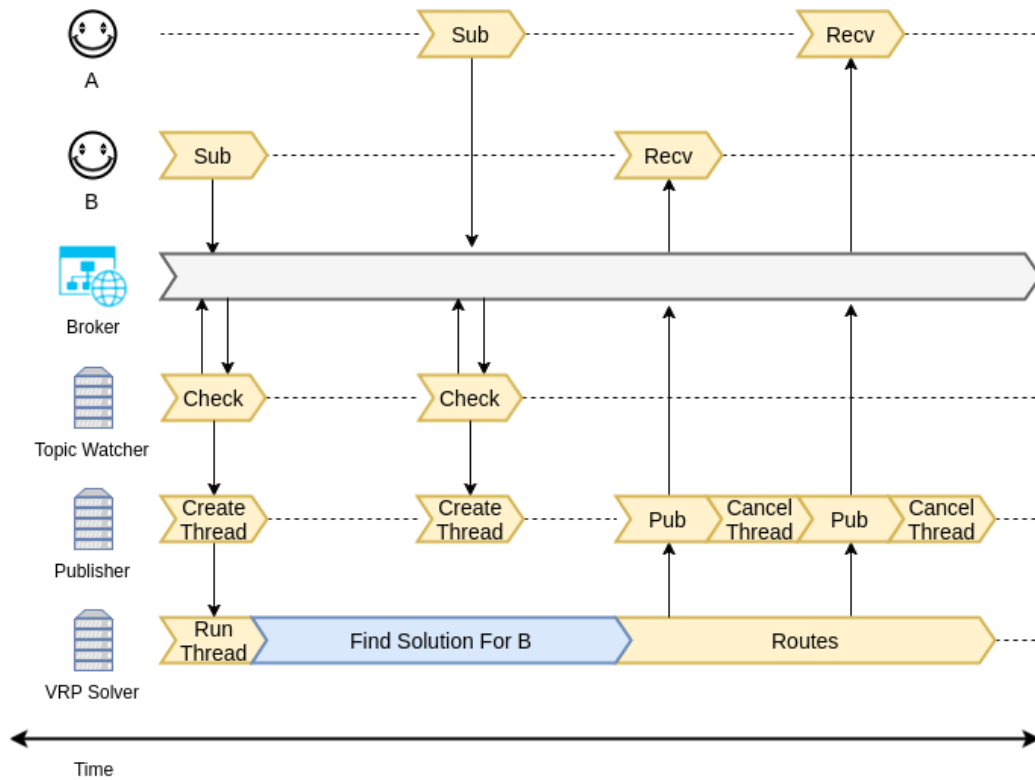 Sub
Recv
A
Sub
Recv
B
Broker
Check
Check
Topic Watcher
Create
Thread
Create
Thread
Pub
Cancel
Thread
Pub
Cancel
Thread
Publisher
Run
Thread
Find Solution For B
Routes
VRP Solver
Time